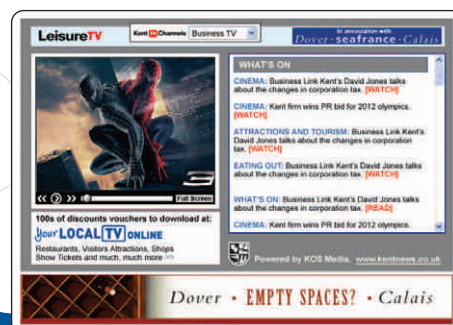 LeisureTV
Kent TV Channels Business TV
in association with
Dover · seafrance · Calais
WHAT'S ON
CINEMA: Business Link Kent's David Jones talks
about the changes in corporation tax. [WATCH]
CINEMA: Kent firm wins PR bid for 2012 olympics.
[WATCH]
ATTRACTIONS AND TOURISM: Business Link Kent's
David Jones talks about the changes in corporation
tax. [WATCH]
EATING OUT: Business Link Kent's David Jones talks
about the changes in corporation tax. [WATCH]
WHAT'S ON: Business Link Kent's David Jones talks
about the changes in corporation tax. [READ]
CINEMA: Kent firm wins PR bid for 2012 olympics.
3
Full Screen
100s of discounts vouchers to download at:
Your LOCAL TV ONLINE
Restaurants, Visitors Attractions, Shops
Show Tickets and much, much more >>
Powered by KOS Media, www.kentnews.co.uk
Dover · EMPTY SPACES? · Calais